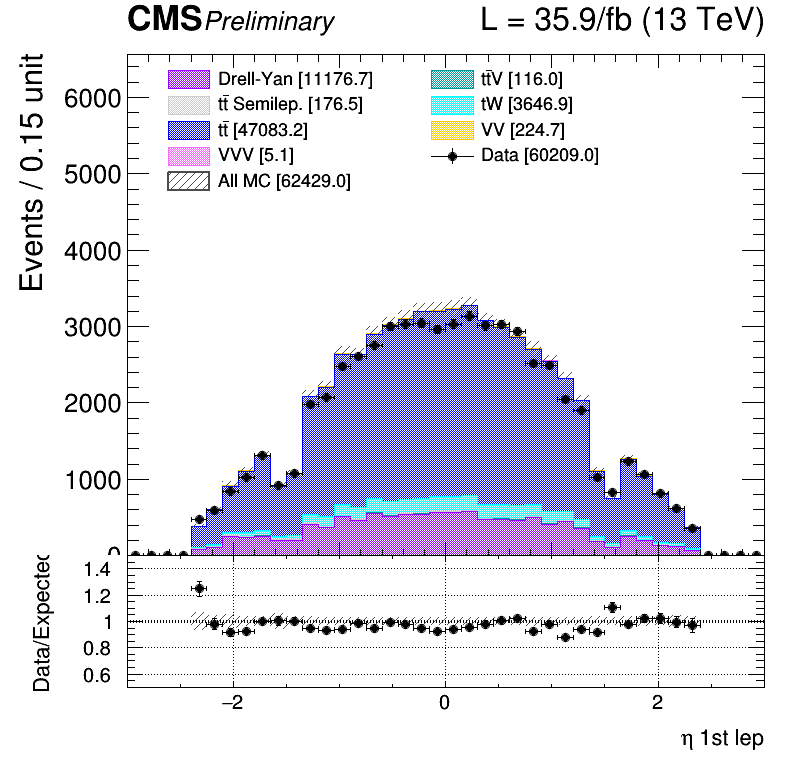 CMS Preliminary L = 35.9/fb (13 TeV)
Events / 0.15 unit
6000
5000
4000
3000
2000
1000
0
Drell-Yan [11176.7]
tt̄ Semilep. [176.5]
tt̄ [47083.2]
VVV [5.1]
All MC [62429.0]
tt̄V [116.0]
tW [3646.9]
VV [224.7]
Data [60209.0]
Data/Expected
1.4
1.2
1
0.8
0.6
−2 0 2
η 1st lep